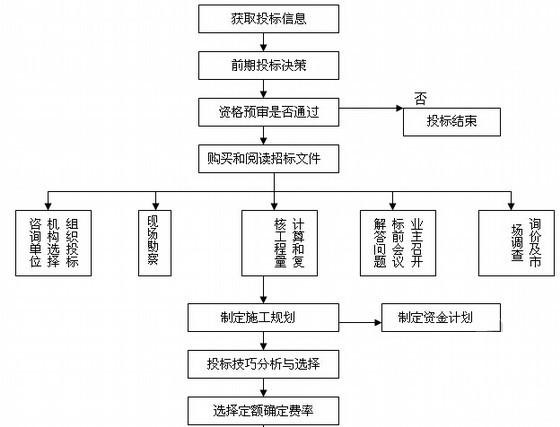 获取投标信息
前期投标决策
资格预审是否通过
否
投标结束
购买和阅读招标文件
组织投标
机构选择
咨询单位
现场勘察
计算和复
核工程量
业主召开
标前会议
解答问题
询价及市
场调查
制定施工规划
制定资金计划
投标技巧分析与选择
选择定额确定费率